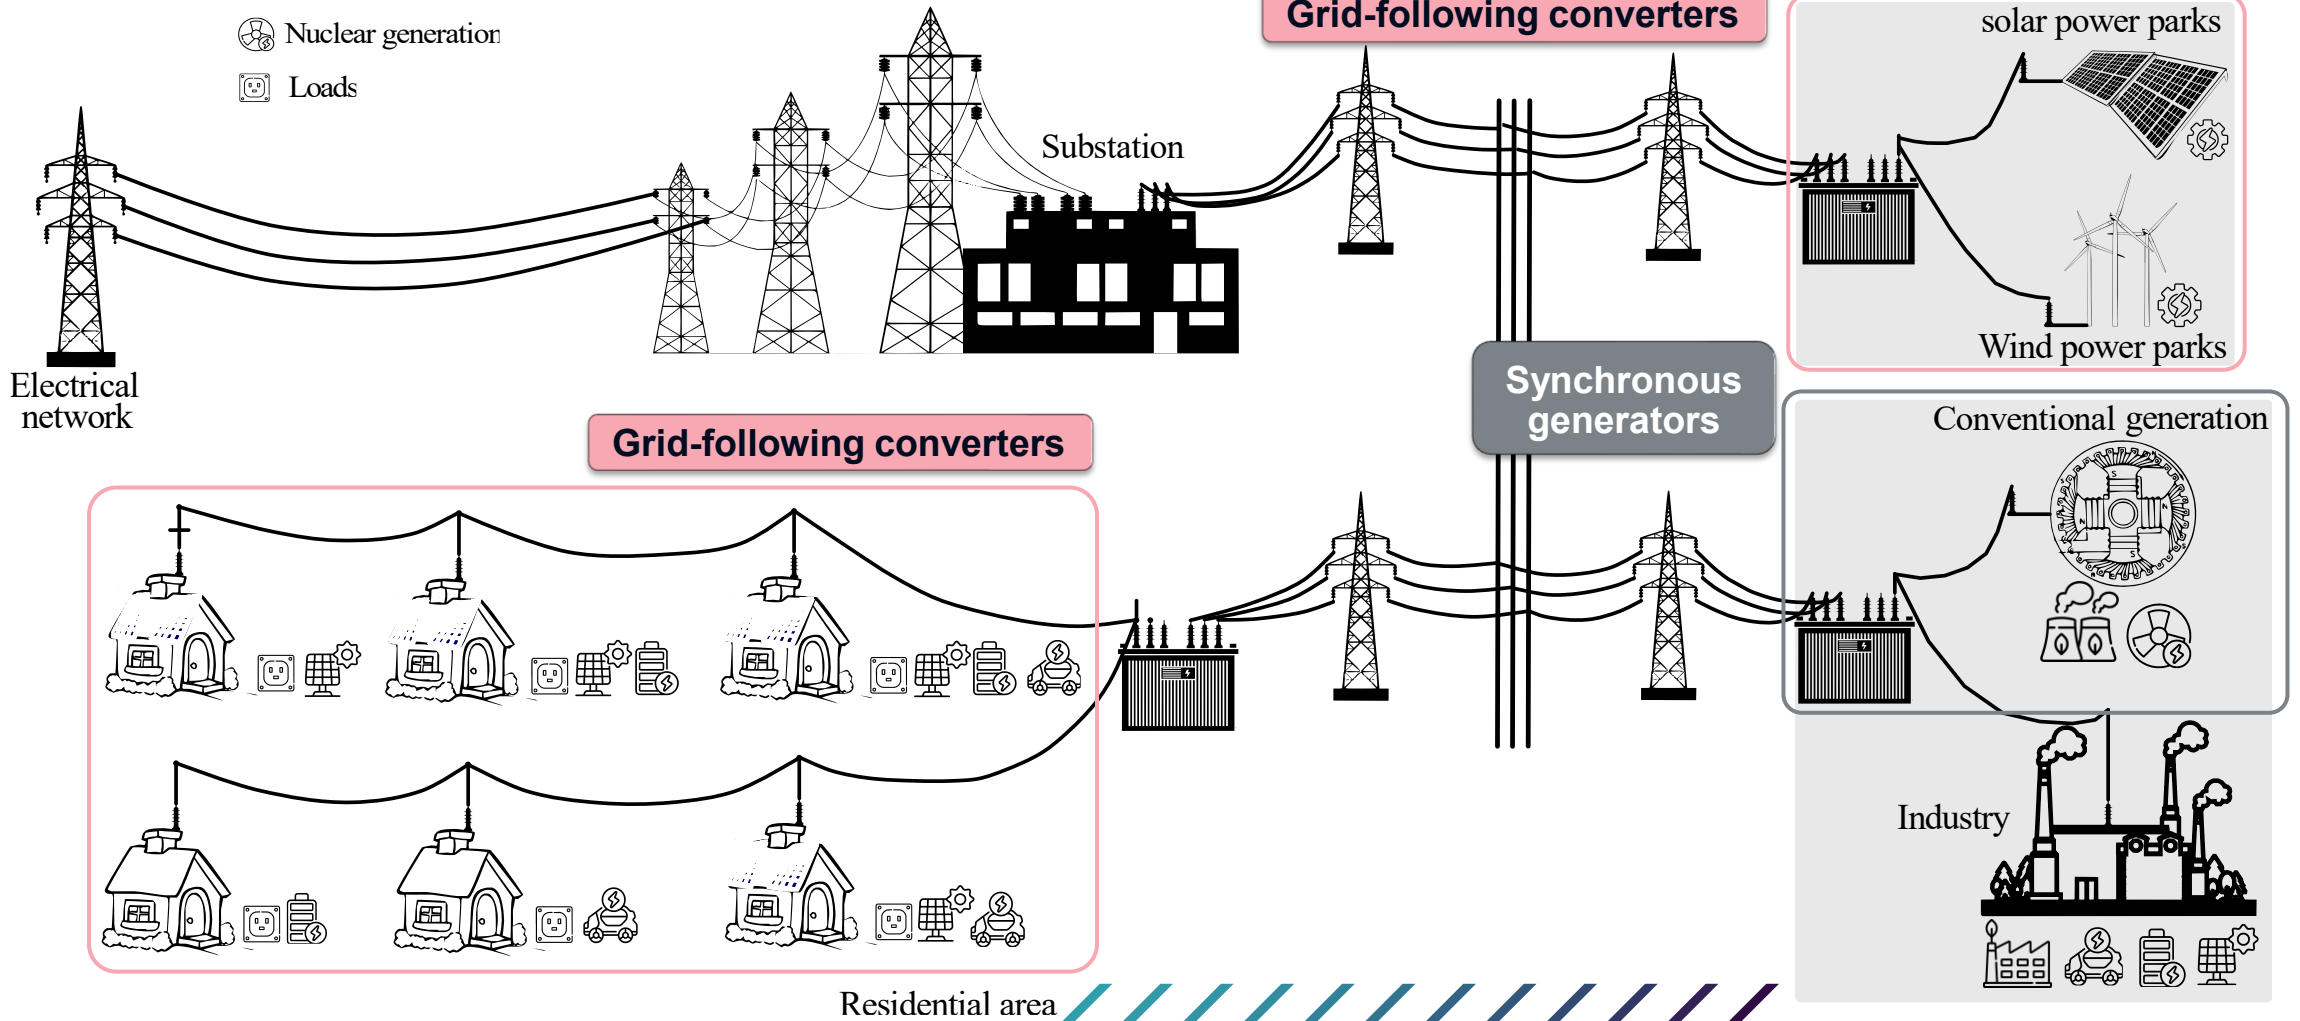 Grid-following converters
Nuclear generation
Loads
solar power parks
Substation
Wind power parks
Electrical
network
Synchronous
generators
Grid-following converters
Conventional generation
Industry
Residential area